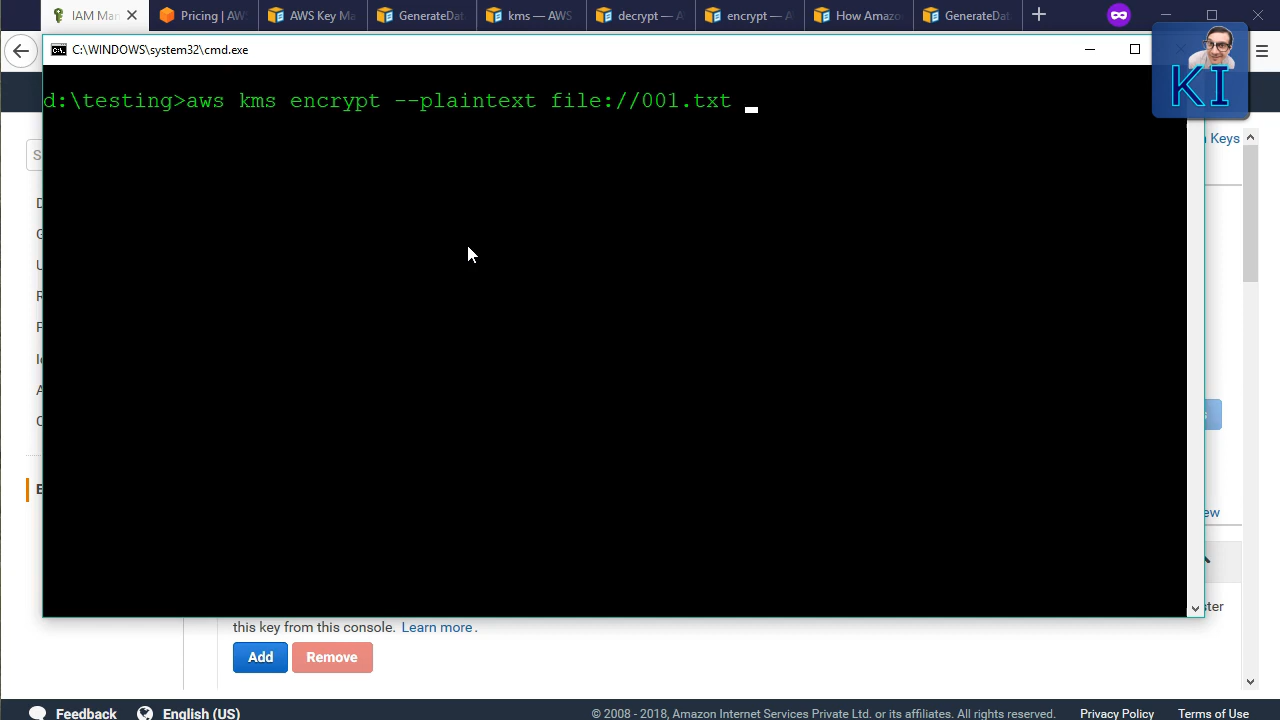 IAM Man
Pricing | AWS
AWS Key Ma
GenerateDat
kms — AWS
decrypt — A
encrypt — A
How Amazo
GenerateDat
C:\WINDOWS\system32\cmd.exe
KI
d:\testing>aws kms encrypt --plaintext file://001.txt
Keys
this key from this console. Learn more.
Add
Remove
Feedback
English (US)
© 2008 - 2018, Amazon Internet Services Private Ltd. or its affiliates. All rights reserved.
Privacy Policy
Terms of Use